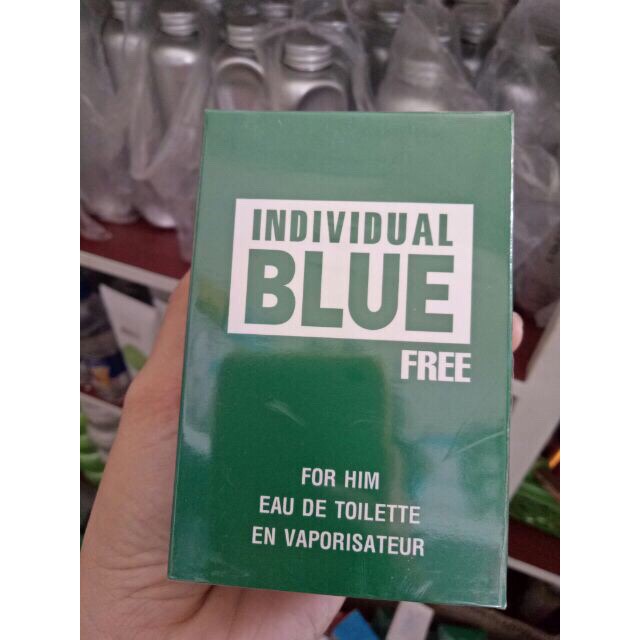 INDIVIDUAL
BLUE
FREE
FOR HIM
EAU DE TOILETTE
EN VAPORISATEUR